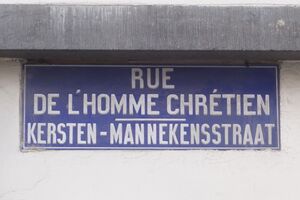 RUE
DE L'HOMME CHRÉTIEN
KERSTEN-MANNEKENSSTRAAT